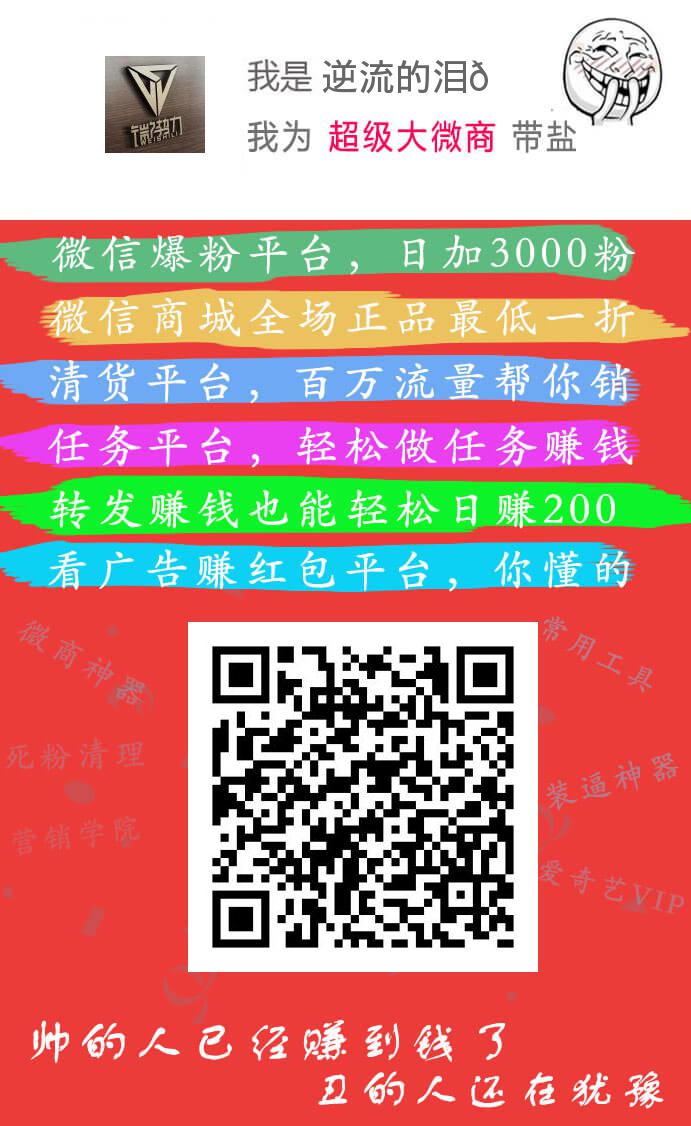 我是 逆流的泪ð
我为 超级大微商 带盐
微势力
WEISHILI
微信爆粉平台，日加3000粉
微信商城全场正品最低一折
清货平台，百万流量帮你销
任务平台，轻松做任务赚钱
转发赚钱也能轻松日赚200
看广告赚红包平台，你懂的
微商神器
常用工具
死粉清理
装逼神器
营销学院
爱奇艺VIP
帅的人已经赚到钱了
丑的人还在犹豫